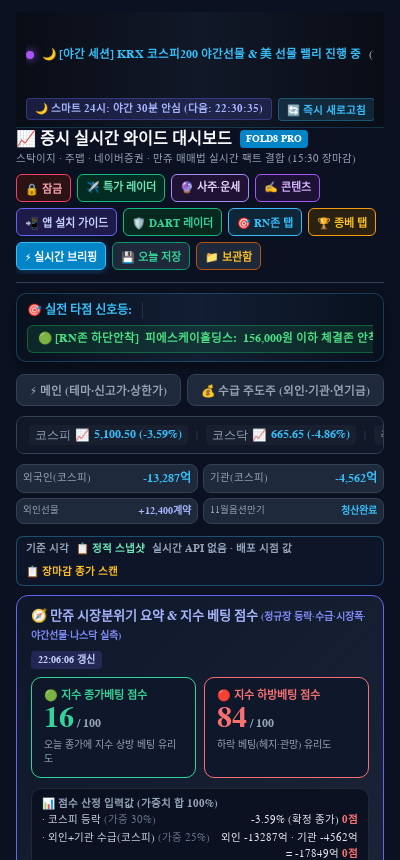 🌙 [야간 세션] KRX 코스피200 야간선물 & 美 선물 랠리 진행 중 (
🌙 스마트 24시: 야간 30분 안심 (다음: 22:30:35) 🔄 즉시 새로고침
📈 증시 실시간 와이드 대시보드 FOLD8 PRO
스탁이지 · 주맵 · 네이버증권 · 만쥬 매매법 실시간 팩트 결합 (15:30 장마감)
🔒 잠금 ✈️ 특가 레이더 🔮 사주·운세 ✍️ 콘텐츠
📲 앱 설치 가이드 🛡️ DART 레이더 🎯 RN존 탭 🏆 종베 탭
⚡ 실시간 브리핑 💾 오늘 저장 📁 보관함
🎯 실전 타점 신호등:
🟢 [RN존 하단안착] 피에스케이홀딩스: 156,000원 이하 체결존 안착
⚡ 메인 (테마·신고가·상한가) 💰 수급 주도주 (외인·기관·연기금)
코스피 📈 5,100.50 (-3.59%) | 코스닥 📈 665.65 (-4.86%) |
외국인(코스피) -13,287억 기관(코스피) -4,562억
외인선물 +12,400계약 11월옵션만기 청산완료
기준 시각 📋 정적 스냅샷 실시간 API 없음 · 배포 시점 값
📋 장마감 종가 스캔
🧭 만쥬 시장분위기 요약 & 지수 베팅 점수 (정규장 등락·수급·시장폭·
야간선물·나스닥 실측)
22:06:06 갱신
🟢 지수 종가베팅 점수
16 / 100
오늘 종가에 지수 상방 베팅 유리
도
🔴 지수 하방베팅 점수
84 / 100
하락 베팅(헤지·관망) 유리도
📊 점수 산정 입력값 (가중치 합 100%)
· 코스피 등락 (가중 30%) -3.59% (확정 종가) 0점
· 외인+기관 수급(코스피) (가중 25%) 외인 -13287억 · 기관 -4562억
= -17849억 0점